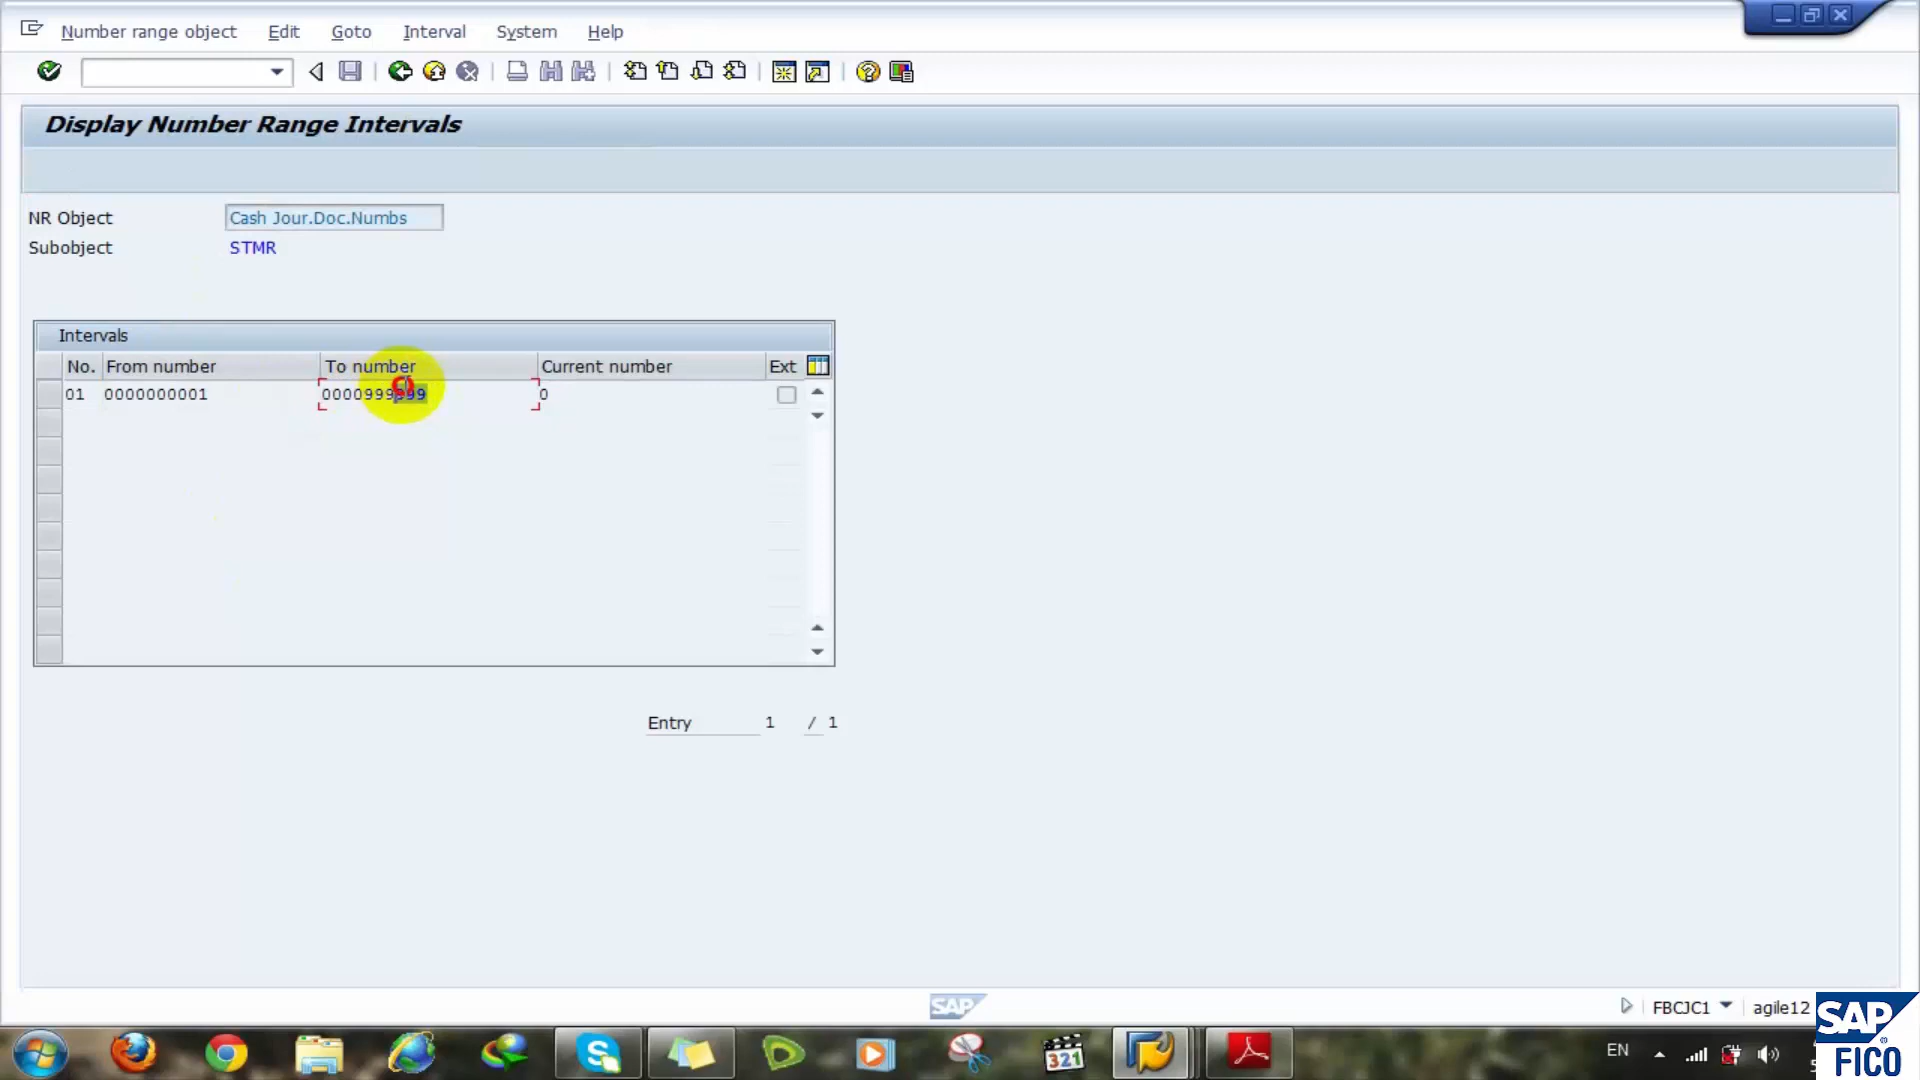 Number range object Edit Goto Interval System Help
Display Number Range Intervals
NR Object Cash Jour.Doc.Numbs
Subobject STMR
Intervals
No. From number To number Current number Ext
01 0000000001 0000999999 0
Entry 1 / 1
SAP
FBCJC1 agile12
SAP
FICO
321
EN